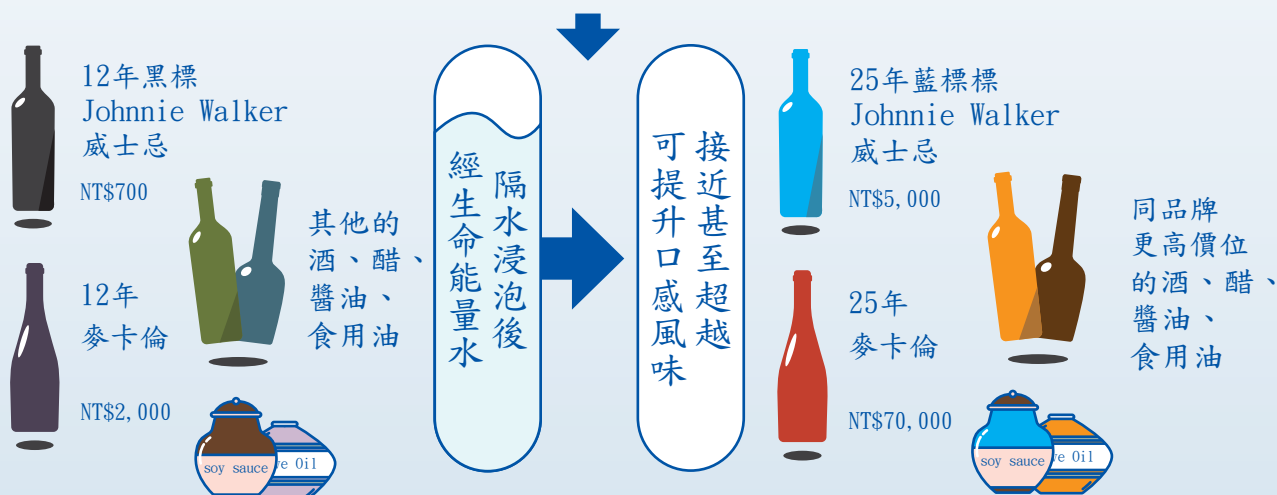 12年黑標
Johnnie Walker
威士忌
NT$700
12年
麥卡倫
NT$2,000
其他的
酒、醋、
醬油、
食用油
soy sauce
ve Oil
經生命能量水
隔水浸泡後
可提升口感風味
接近甚至超越
25年藍標標
Johnnie Walker
威士忌
NT$5,000
25年
麥卡倫
NT$70,000
同品牌
更高價位
的酒、醋、
醬油、
食用油
soy sauce
ve Oil